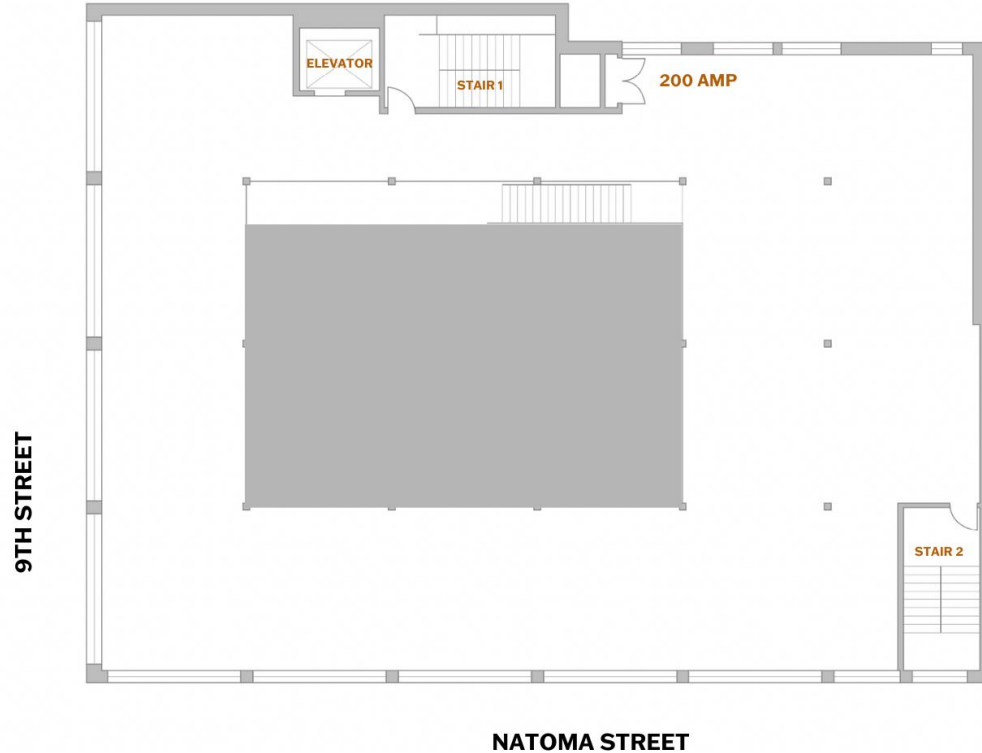 ELEVATOR
STAIR 1
200 AMP
9TH STREET
STAIR 2
NATOMA STREET